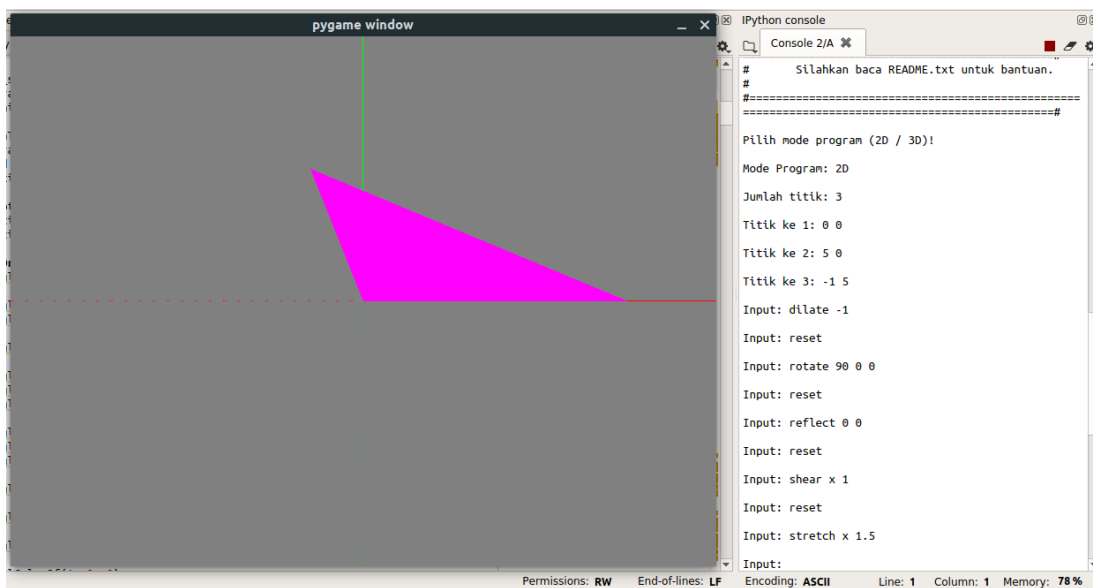 pygame window
IPython console
Console 2/A
#       Silahkan baca README.txt untuk bantuan.
#
#==================================================
===============================================#
Pilih mode program (2D / 3D)!
Mode Program: 2D
Jumlah titik: 3
Titik ke 1: 0 0
Titik ke 2: 5 0
Titik ke 3: -1 5
Input: dilate -1
Input: reset
Input: rotate 90 0 0
Input: reset
Input: reflect 0 0
Input: reset
Input: shear x 1
Input: reset
Input: stretch x 1.5
Input:
Permissions: RW End-of-lines: LF Encoding: ASCII Line: 1 Column: 1 Memory: 78 %